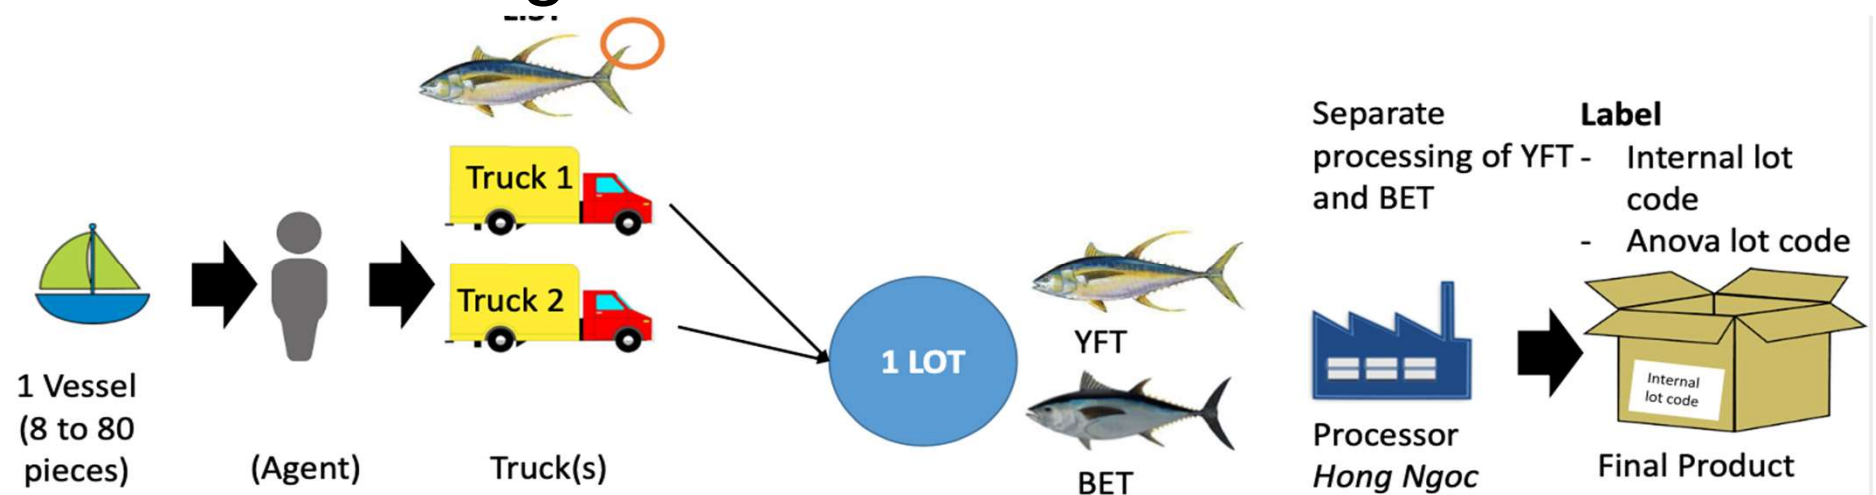 Truck 1
Truck 2
1 Vessel
(8 to 80
pieces)
(Agent)
Truck(s)
1 LOT
YFT
BET
Separate
processing of YFT
and BET
Processor
Hong Ngoc
Label
- Internal lot
code
- Anova lot code
Internal
lot code
Final Product